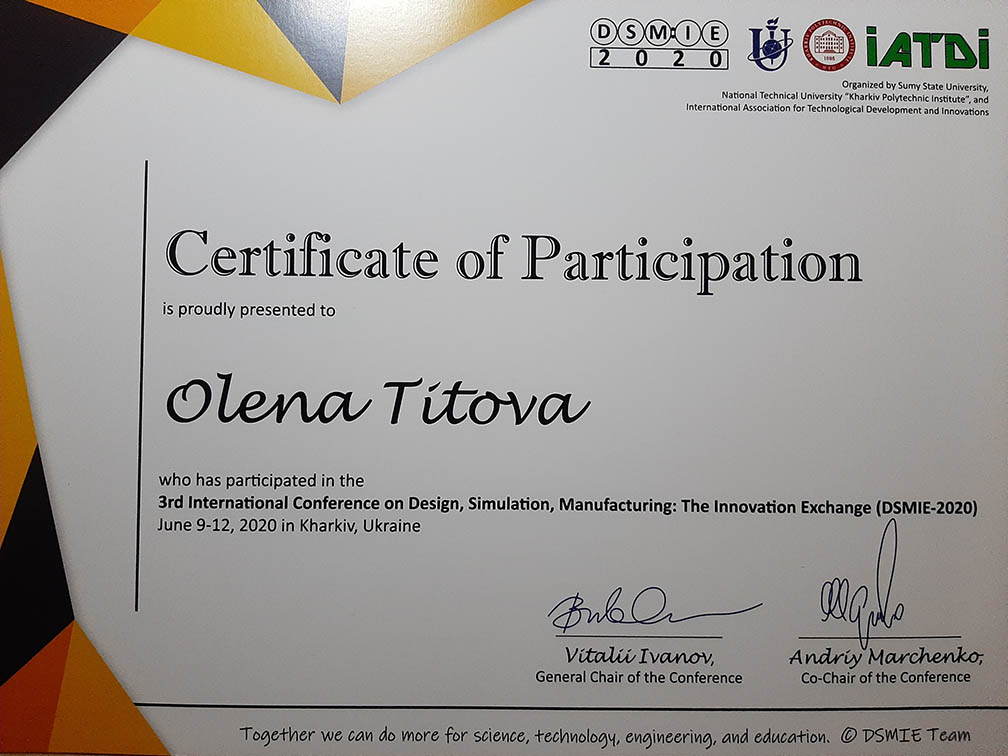 DSMIE
2020
iATDi
Organized by Sumy State University,
National Technical University "Kharkiv Polytechnic Institute", and
International Association for Technological Development and Innovations
Certificate of Participation
is proudly presented to
Olena Titova
who has participated in the
3rd International Conference on Design, Simulation, Manufacturing: The Innovation Exchange (DSMIE-2020)
June 9-12, 2020 in Kharkiv, Ukraine
Vitalii Ivanov,
General Chair of the Conference
Andriy Marchenko,
Co-Chair of the Conference
Together we can do more for science, technology, engineering, and education. © DSMIE Team